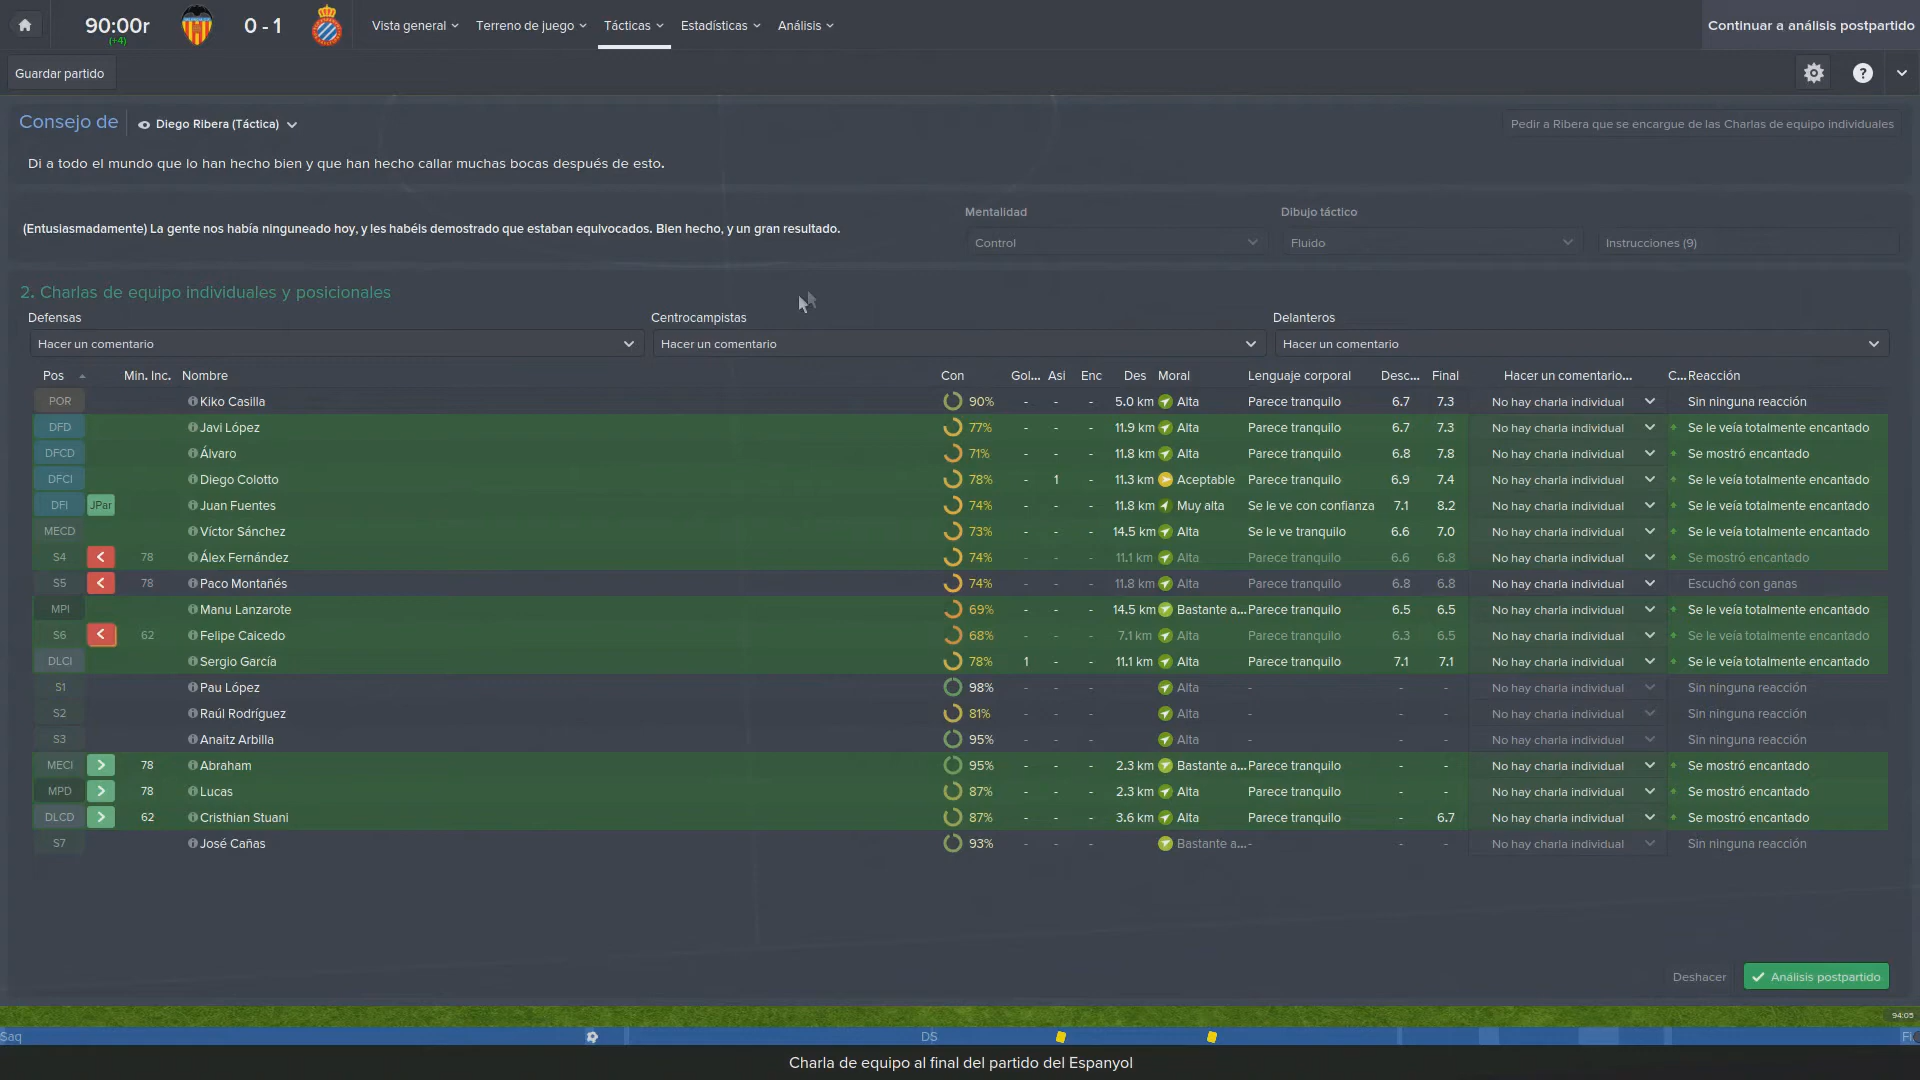 90:00r
(+4)
0 - 1
Vista general
Terreno de juego
Tácticas
Estadísticas
Análisis
Continuar a análisis postpartido
Guardar partido
?
Consejo de
Diego Ribera (Táctica)
Pedir a Ribera que se encargue de las Charlas de equipo individuales
Di a todo el mundo que lo han hecho bien y que han hecho callar muchas bocas después de esto.
Mentalidad
Dibujo táctico
(Entusiasmadamente) La gente nos había ninguneado hoy, y les habéis demostrado que estaban equivocados. Bien hecho, y un gran resultado.
Control
Fluido
Instrucciones (9)
2. Charlas de equipo individuales y posicionales
Defensas
Centrocampistas
Delanteros
Hacer un comentario
Hacer un comentario
Hacer un comentario
Pos Min. Inc. Nombre Con Gol... Asi Enc Des Moral Lenguaje corporal Desc... Final Hacer un comentario... C... Reacción
POR Kiko Casilla 90% - - - 5.0 km Alta Parece tranquilo 6.7 7.3 No hay charla individual Sin ninguna reacción
DFD Javi López 77% - - - 11.9 km Alta Parece tranquilo 6.7 7.3 No hay charla individual Se le veía totalmente encantado
DFCD Álvaro 71% - - - 11.8 km Alta Parece tranquilo 6.8 7.8 No hay charla individual Se mostró encantado
DFCI Diego Colotto 78% - 1 - 11.3 km Aceptable Parece tranquilo 6.9 7.4 No hay charla individual Se le veía totalmente encantado
DFI JPar Juan Fuentes 74% - - - 11.8 km Muy alta Se le ve con confianza 7.1 8.2 No hay charla individual Se le veía totalmente encantado
MECD Víctor Sánchez 73% - - - 14.5 km Alta Se le ve tranquilo 6.6 7.0 No hay charla individual Se le veía totalmente encantado
S4 78 Álex Fernández 74% - - - 11.1 km Alta Parece tranquilo 6.6 6.8 No hay charla individual Se mostró encantado
S5 78 Paco Montañés 74% - - - 11.8 km Alta Parece tranquilo 6.8 6.8 No hay charla individual Escuchó con ganas
MPI Manu Lanzarote 69% - - - 14.5 km Bastante a... Parece tranquilo 6.5 6.5 No hay charla individual Se le veía totalmente encantado
S6 62 Felipe Caicedo 68% - - - 7.1 km Alta Parece tranquilo 6.3 6.5 No hay charla individual Se le veía totalmente encantado
DLCI Sergio García 78% 1 - - 11.1 km Alta Parece tranquilo 7.1 7.1 No hay charla individual Se le veía totalmente encantado
S1 Pau López 98% - - - Alta - - - No hay charla individual Sin ninguna reacción
S2 Raúl Rodríguez 81% - - - Alta - - - No hay charla individual Sin ninguna reacción
S3 Anaitz Arbilla 95% - - - Alta - - - No hay charla individual Sin ninguna reacción
MECI 78 Abraham 95% - - - 2.3 km Bastante a... Parece tranquilo - - No hay charla individual Se mostró encantado
MPD 78 Lucas 87% - - - 2.3 km Alta Parece tranquilo - - No hay charla individual Se mostró encantado
DLCD 62 Cristhian Stuani 87% - - - 3.6 km Alta Parece tranquilo - 6.7 No hay charla individual Se mostró encantado
S7 José Cañas 93% - - - Bastante a... - - - No hay charla individual Sin ninguna reacción
Deshacer
Análisis postpartido
94:05
Saq
DS
Charla de equipo al final del partido del Espanyol